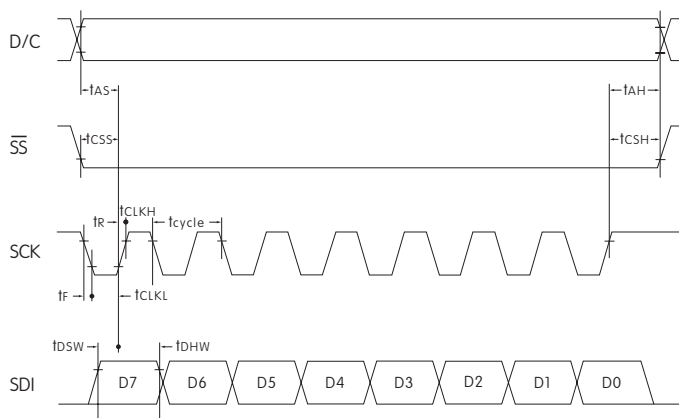 D/C
tAS
tAH
SS
tCSS
tCSH
tR
tCLKH
tcycle
SCK
tF
tCLKL
tDSW
tDHW
SDI
D7 D6 D5 D4 D3 D2 D1 D0